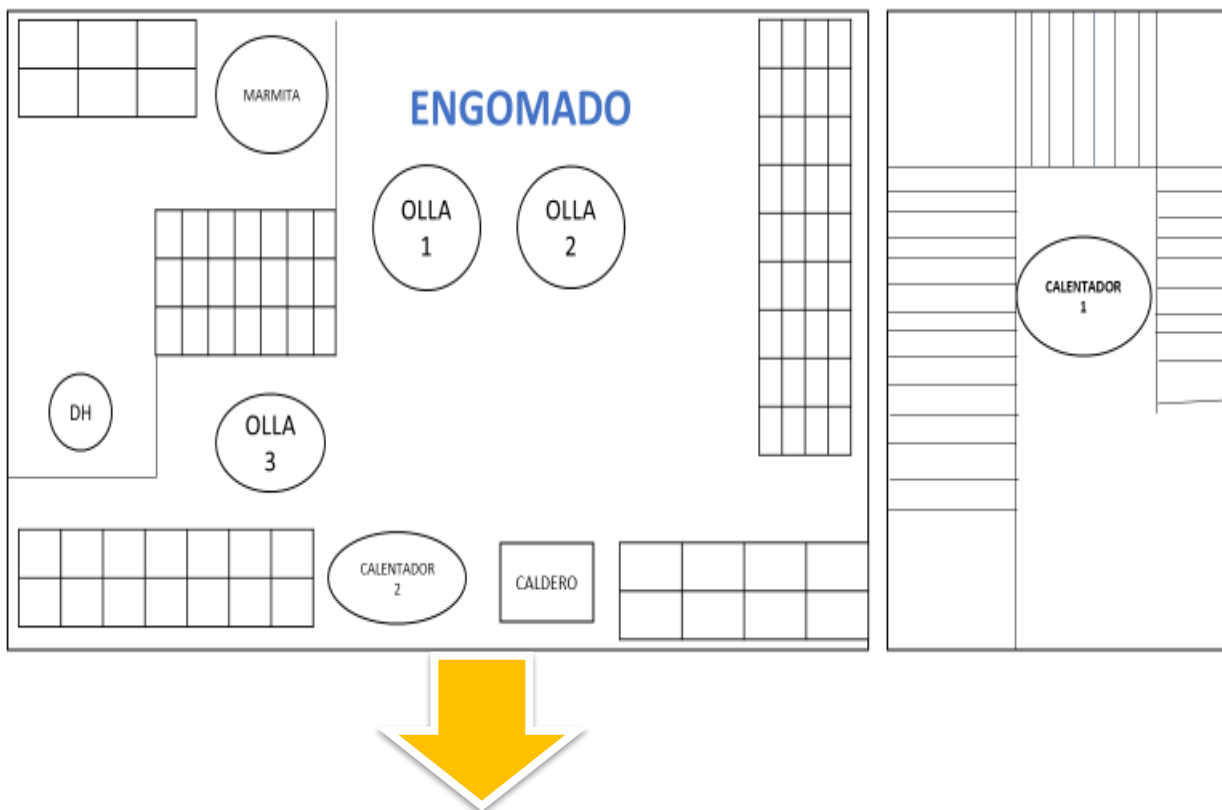 MARMITA
ENGOMADO
OLLA
1
OLLA
2
CALENTADOR
1
DH
OLLA
3
CALENTADOR
2
CALDERO